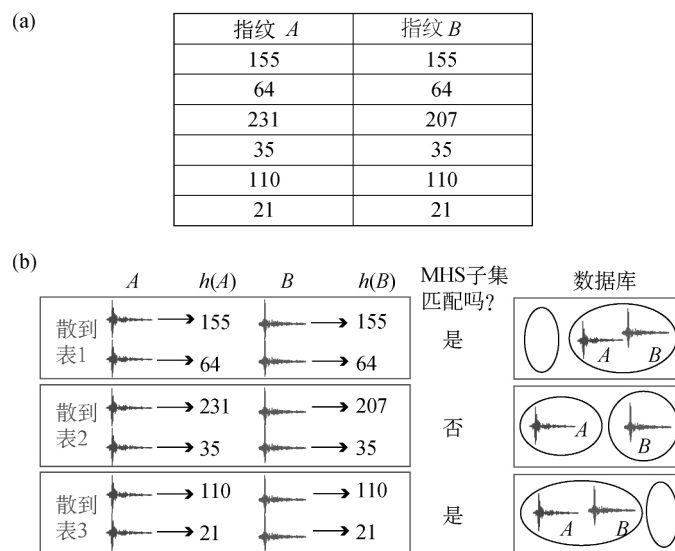 (a)
指纹 A 指纹 B
155 155
64 64
231 207
35 35
110 110
21 21
(b)
A h(A) B h(B) MHS子集 匹配吗? 数据库
散到 表1
155 155
64 64
是
A B
散到 表2
231 207
35 35
否
A B
散到 表3
110 110
21 21
是
A B